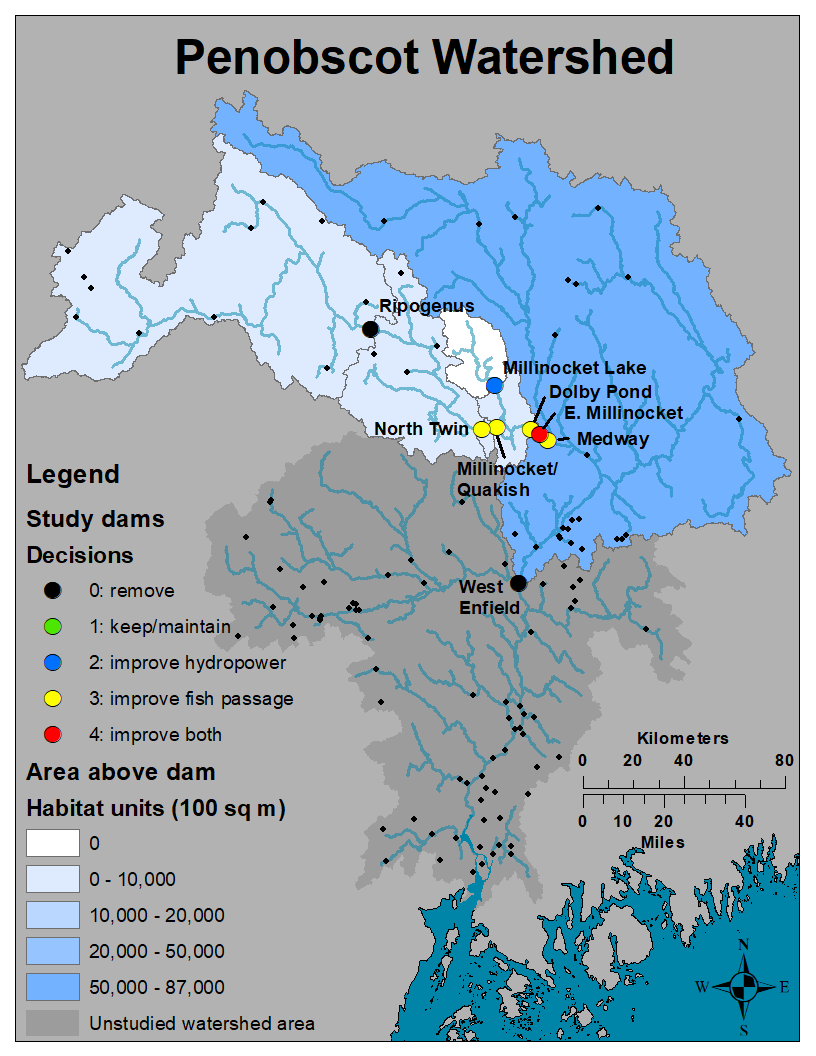 Penobscot Watershed
Ripogenus
Millinocket Lake
Dolby Pond
E. Millinocket
North Twin
Medway
Millinocket/
Quakish
West
Enfield
Legend
Study dams
Decisions
0: remove
1: keep/maintain
2: improve hydropower
3: improve fish passage
4: improve both
Area above dam
Habitat units (100 sq m)
0
0 - 10,000
10,000 - 20,000
20,000 - 50,000
50,000 - 87,000
Unstudied watershed area
Kilometers
0 20 40 80
0 10 20 40
Miles
N
W E
S